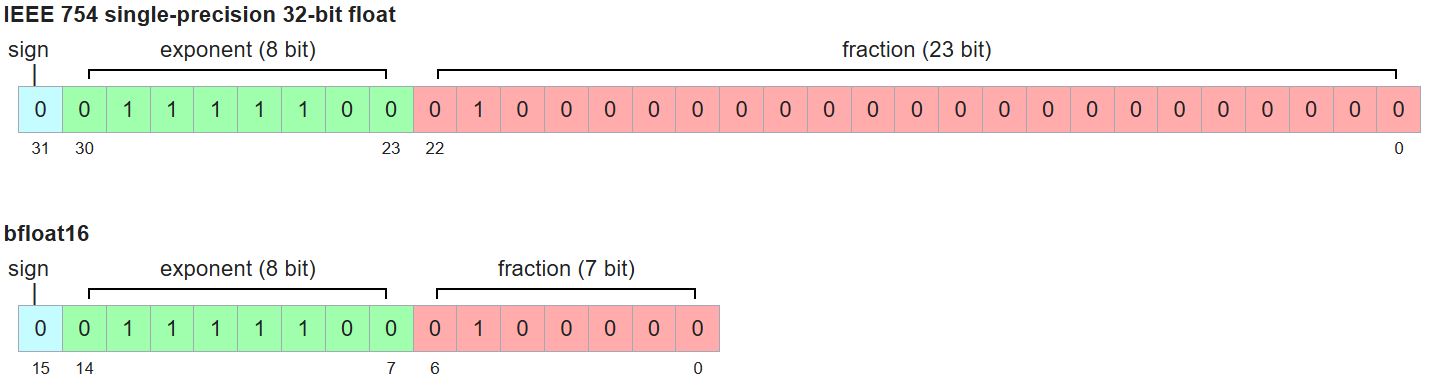 IEEE 754 single-precision 32-bit float
sign exponent (8 bit) fraction (23 bit)
0 0 1 1 1 1 1 0 0 0 1 0 0 0 0 0 0 0 0 0 0 0 0 0 0 0 0 0 0 0 0 0
31 30 23 22 0
bfloat16
sign exponent (8 bit) fraction (7 bit)
0 0 1 1 1 1 1 0 0 0 1 0 0 0 0 0
15 14 7 6 0